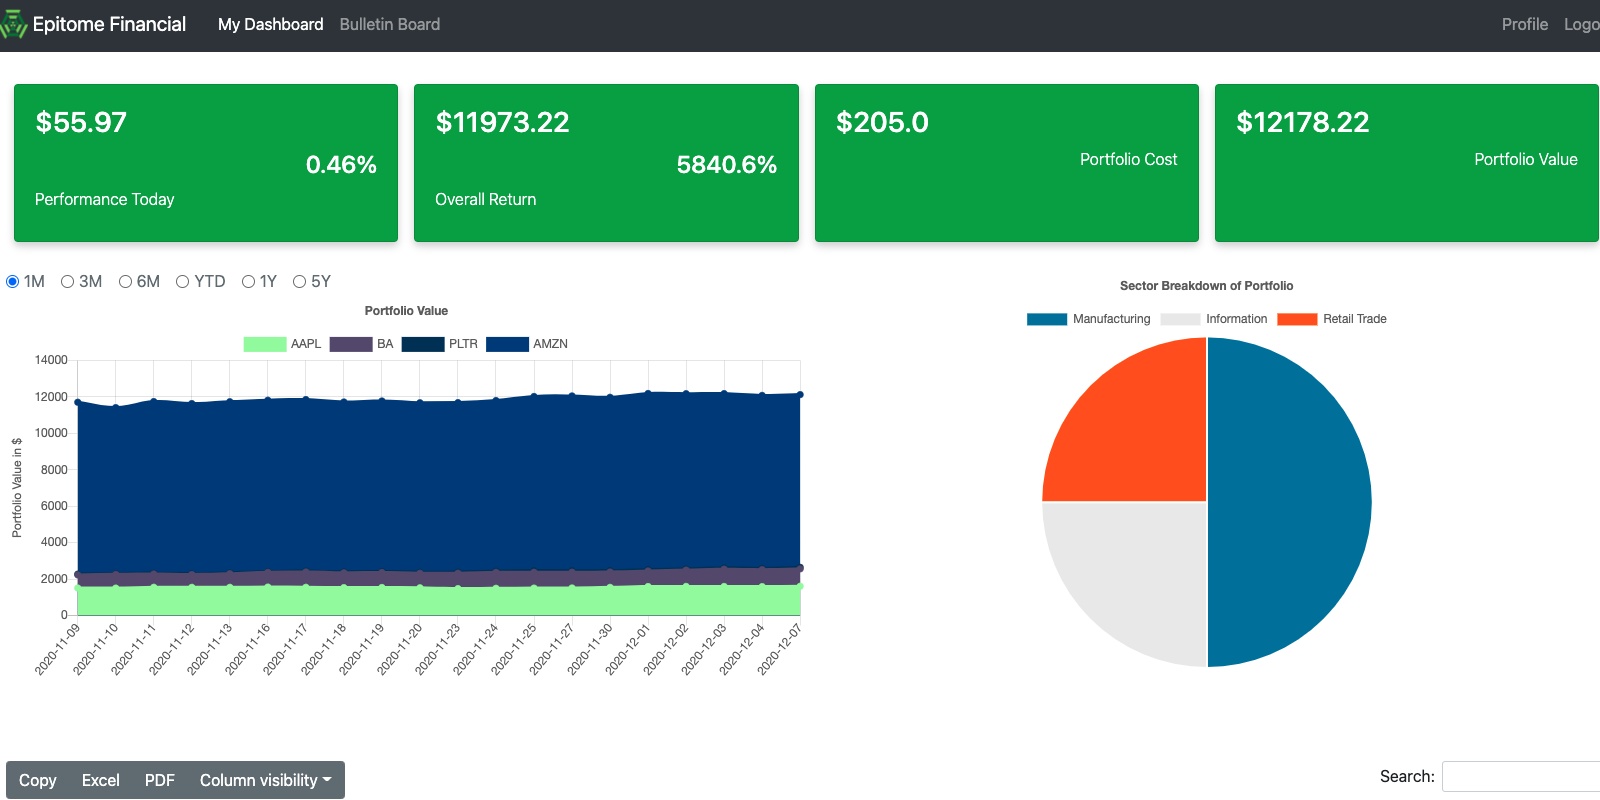 Epitome Financial My Dashboard Bulletin Board Profile Logo
$55.97
0.46%
Performance Today
$11973.22
5840.6%
Overall Return
$205.0
Portfolio Cost
$12178.22
Portfolio Value
1M 3M 6M YTD 1Y 5Y
Portfolio Value
AAPL BA PLTR AMZN
14000
12000
10000
8000
6000
4000
2000
0
Portfolio Value in $
2020-11-09
2020-11-10
2020-11-11
2020-11-12
2020-11-13
2020-11-16
2020-11-17
2020-11-18
2020-11-19
2020-11-20
2020-11-23
2020-11-24
2020-11-25
2020-11-27
2020-11-30
2020-12-01
2020-12-02
2020-12-03
2020-12-04
2020-12-07
Sector Breakdown of Portfolio
Manufacturing Information Retail Trade
Copy Excel PDF Column visibility
Search: